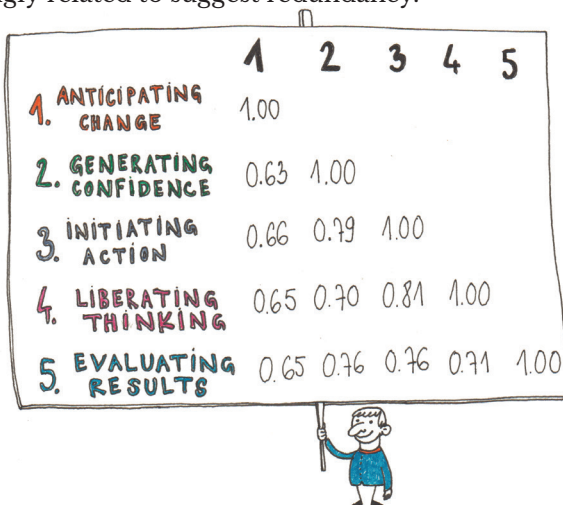 ngly related to suggest redundancy.
1 2 3 4 5
1. ANTICIPATING
CHANGE
1.00
2. GENERATING
CONFIDENCE
0.63 1.00
3. INITIATING
ACTION
0.66 0.79 1.00
4. LIBERATING
THINKING
0.65 0.70 0.81 1.00
5. EVALUATING
RESULTS
0.65 0.76 0.76 0.71 1.00